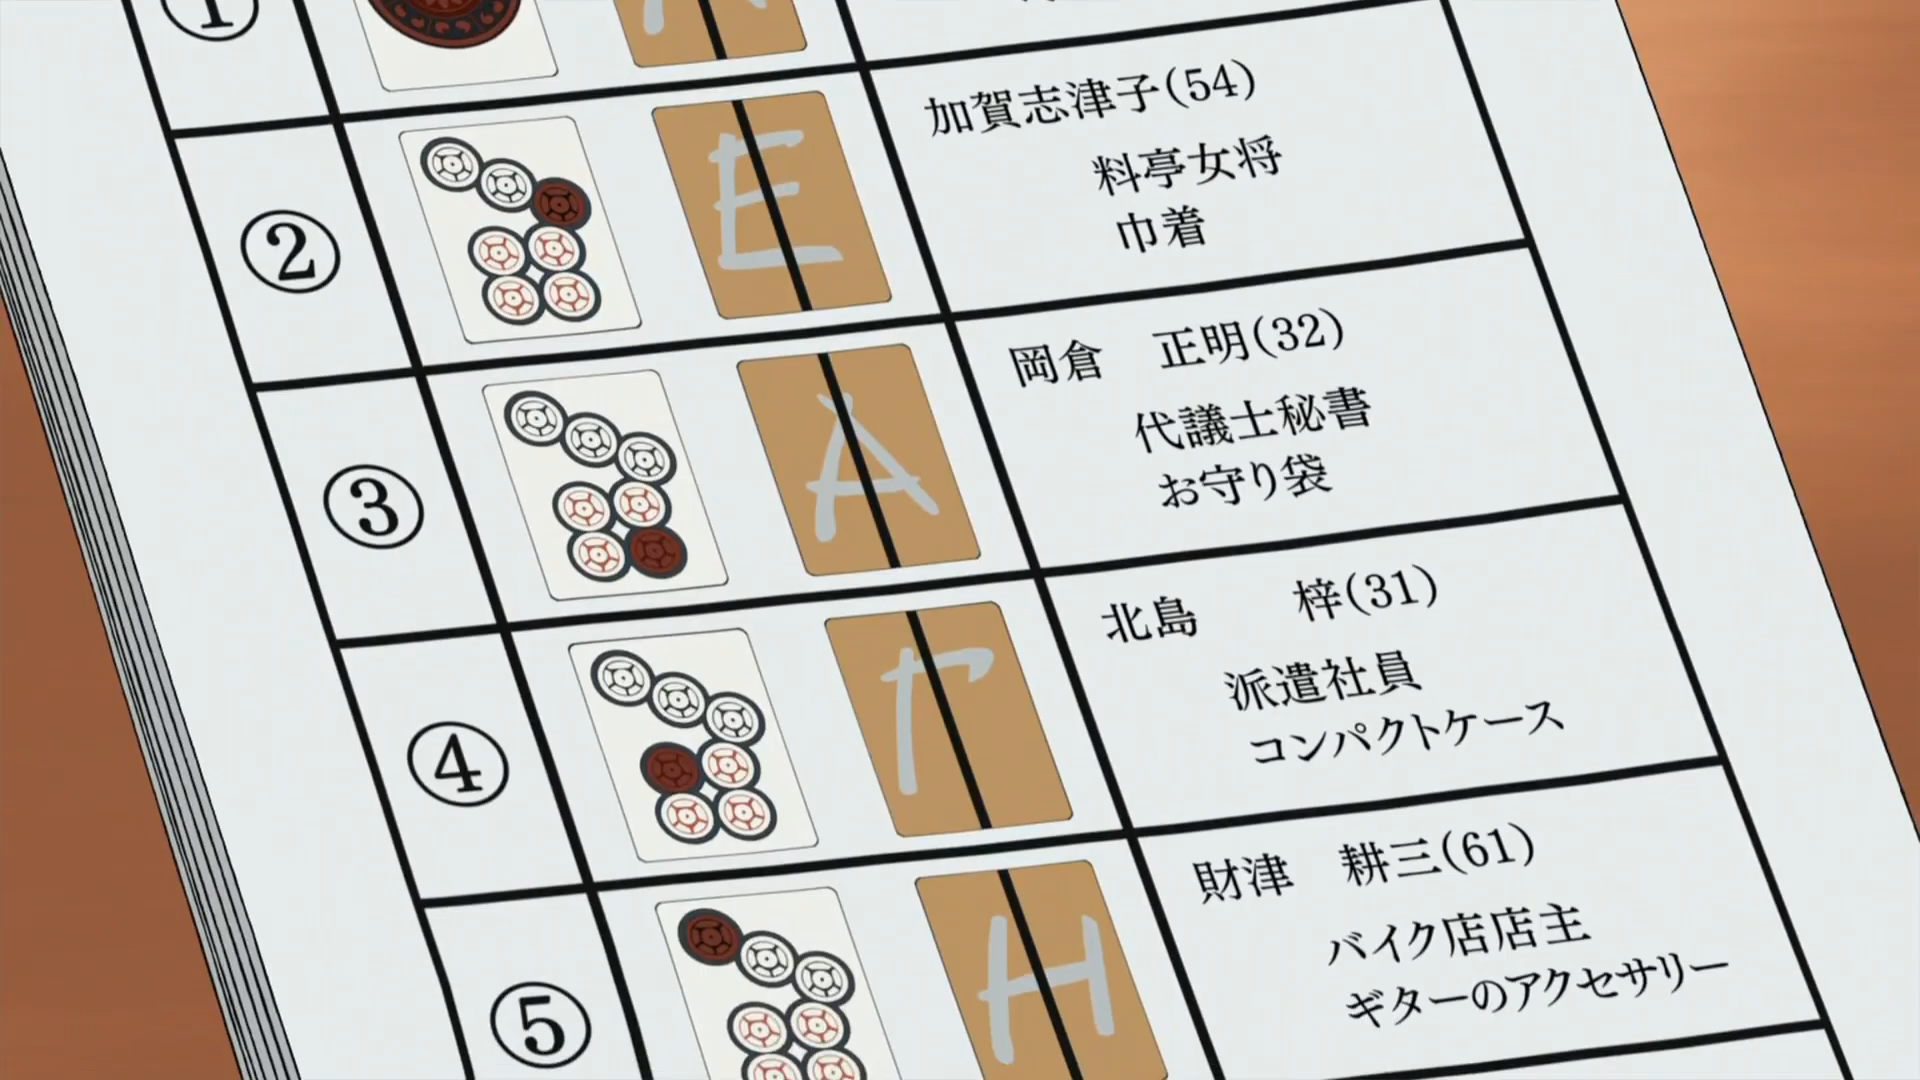 ①
②
E
加賀志津子(54)
料亭女将
巾着
③
A
岡倉 正明(32)
代議士秘書
お守り袋
④
Г
北島 梓(31)
派遣社員
コンパクトケース
⑤
H
財津 耕三(61)
バイク店店主
ギターのアクセサリー